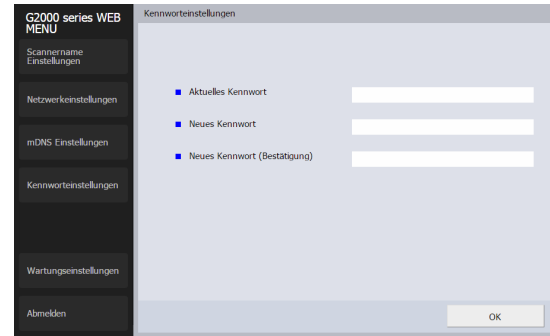 G2000 series WEB
MENU
Scannername
Einstellungen
Netzwerkeinstellungen
mDNS Einstellungen
Kennworteinstellungen
Wartungseinstellungen
Abmelden
Kennworteinstellungen
Aktuelles Kennwort
Neues Kennwort
Neues Kennwort (Bestätigung)
OK